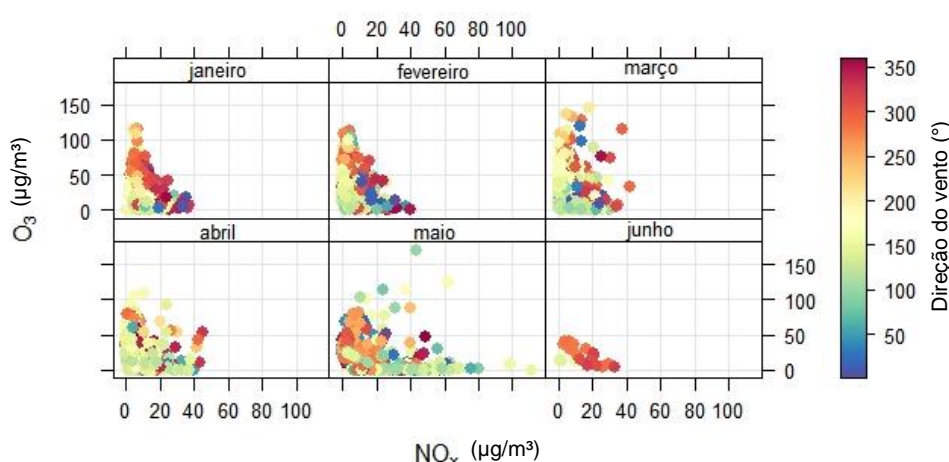 0 20 40 60 80 100
janeiro fevereiro março
150
100
50
0
O3 (µg/m³)
abril maio junho
150
100
50
0
0 20 40 60 80 100 0 20 40 60 80 100
NOx (µg/m³)
350
300
250
200
150
100
50
Direção do vento (°)